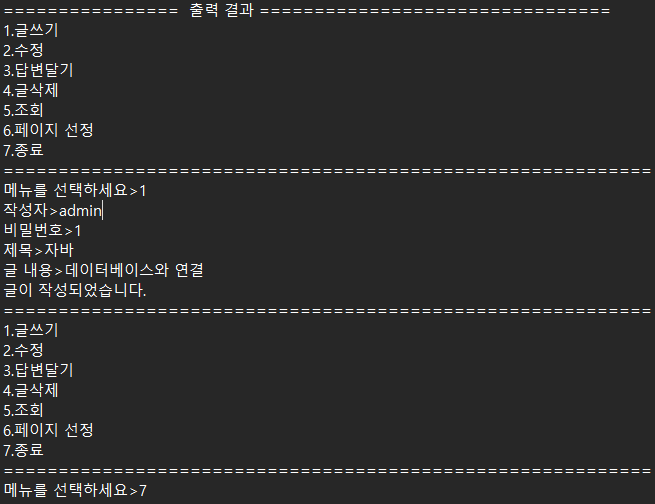 ================ 출력 결과 ================================
1.글쓰기
2.수정
3.답변달기
4.글삭제
5.조회
6.페이지 선정
7.종료
===========================================================
메뉴를 선택하세요>1
작성자>admin
비밀번호>1
제목>자바
글 내용>데이터베이스와 연결
글이 작성되었습니다.
===========================================================
1.글쓰기
2.수정
3.답변달기
4.글삭제
5.조회
6.페이지 선정
7.종료
===========================================================
메뉴를 선택하세요>7